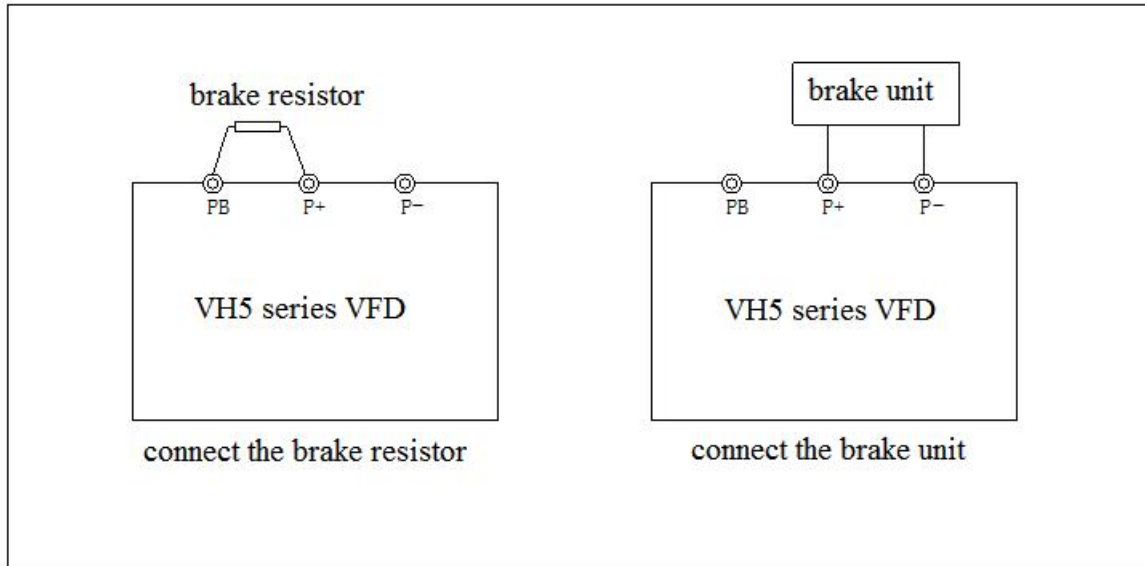 brake resistor
PB P+ P−
VH5 series VFD
connect the brake resistor
brake unit
PB P+ P−
VH5 series VFD
connect the brake unit